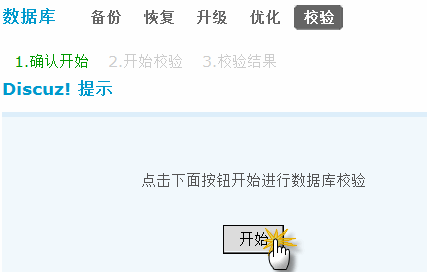 数据库 备份 恢复 升级 优化 校验
1.确认开始 2.开始校验 3.校验结果
Discuz! 提示
点击下面按钮开始进行数据库校验
开始